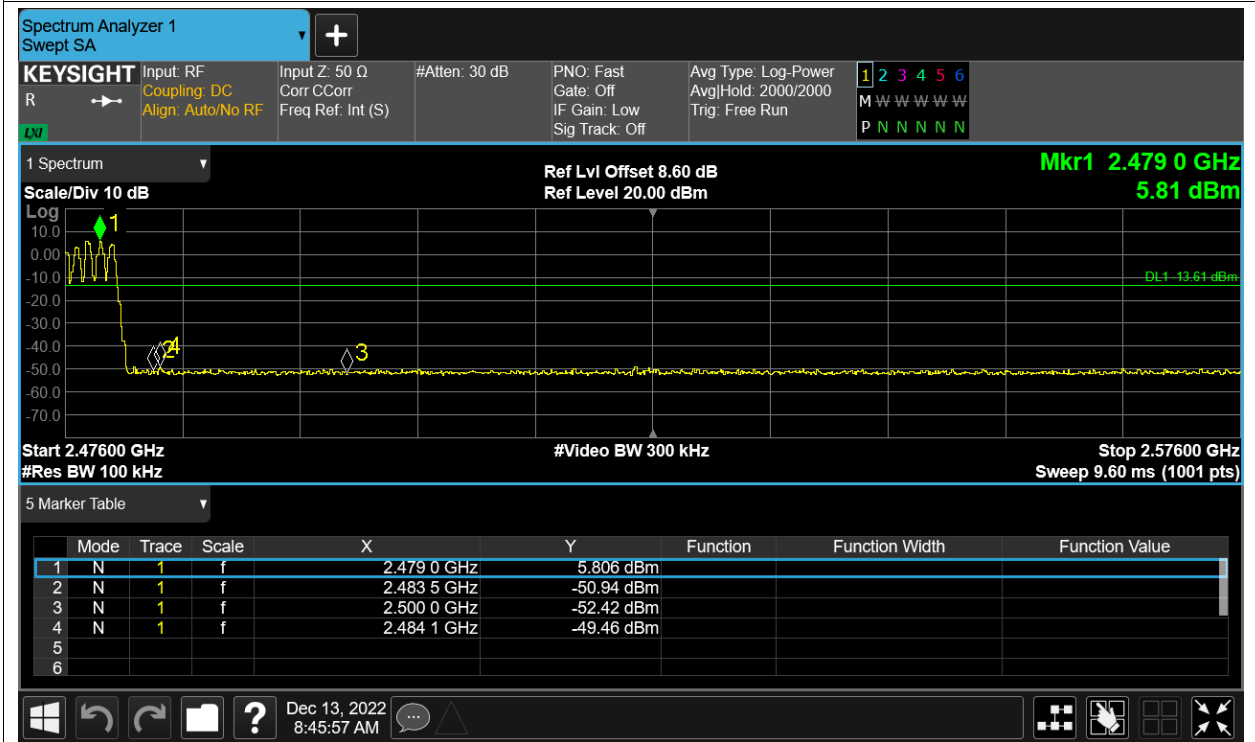 Spectrum Analyzer 1
Swept SA
+
KEYSIGHT
R
LXI
Input: RF
Coupling: DC
Align: Auto/No RF
Input Z: 50 Ω
Corr CCorr
Freq Ref: Int (S)
#Atten: 30 dB
PNO: Fast
Gate: Off
IF Gain: Low
Sig Track: Off
Avg Type: Log-Power
Avg|Hold: 2000/2000
Trig: Free Run
1 2 3 4 5 6
M W W W W W
P N N N N N
1 Spectrum
Scale/Div 10 dB
Ref Lvl Offset 8.60 dB
Ref Level 20.00 dBm
Mkr1 2.479 0 GHz
5.81 dBm
Log
10.0
0.00
-10.0
-20.0
-30.0
-40.0
-50.0
-60.0
-70.0
1
2
4
3
DL1 -13.61 dBm
Start 2.47600 GHz
#Video BW 300 kHz
Stop 2.57600 GHz
#Res BW 100 kHz
Sweep 9.60 ms (1001 pts)
5 Marker Table
Mode Trace Scale X Y Function Function Width Function Value
1 N 1 f 2.479 0 GHz 5.806 dBm
2 N 1 f 2.483 5 GHz -50.94 dBm
3 N 1 f 2.500 0 GHz -52.42 dBm
4 N 1 f 2.484 1 GHz -49.46 dBm
5
6
?
Dec 13, 2022
8:45:57 AM